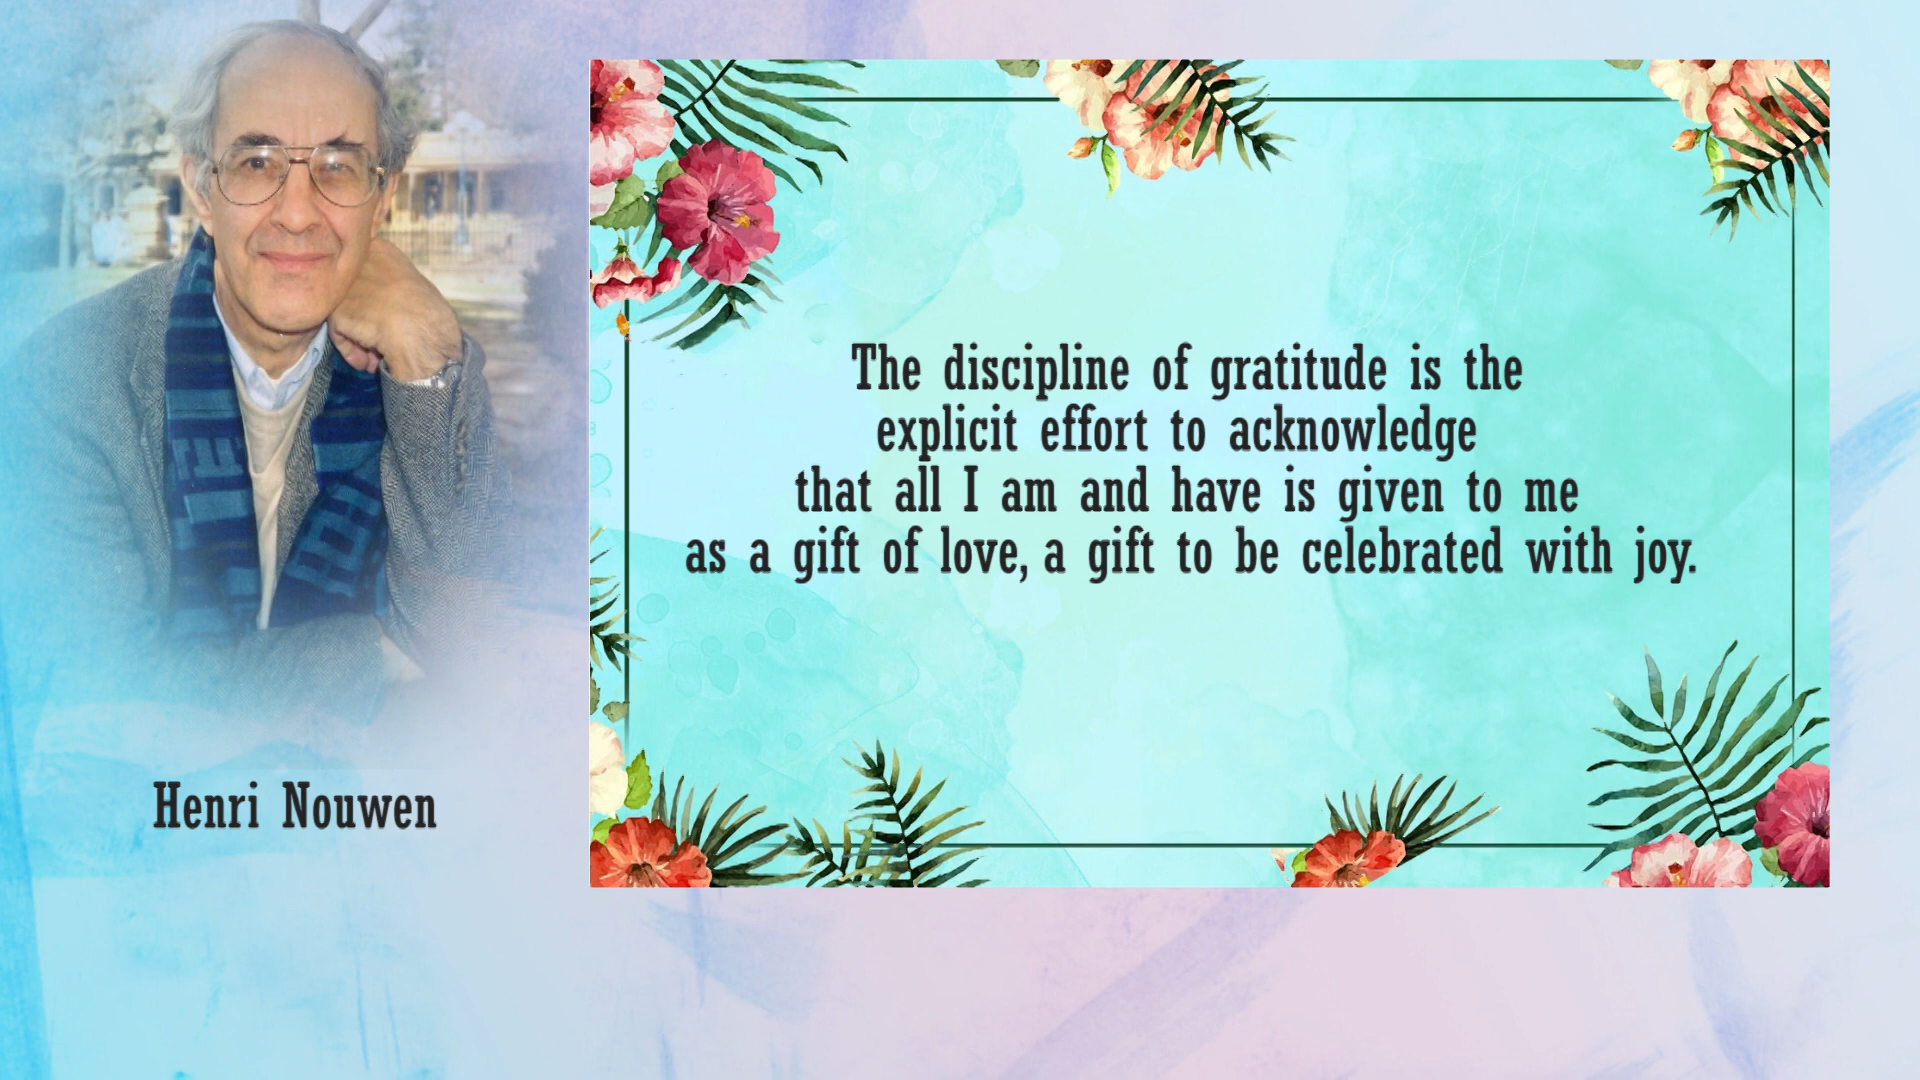 The discipline of gratitude is the
explicit effort to acknowledge
that all I am and have is given to me
as a gift of love, a gift to be celebrated with joy.
Henri Nouwen